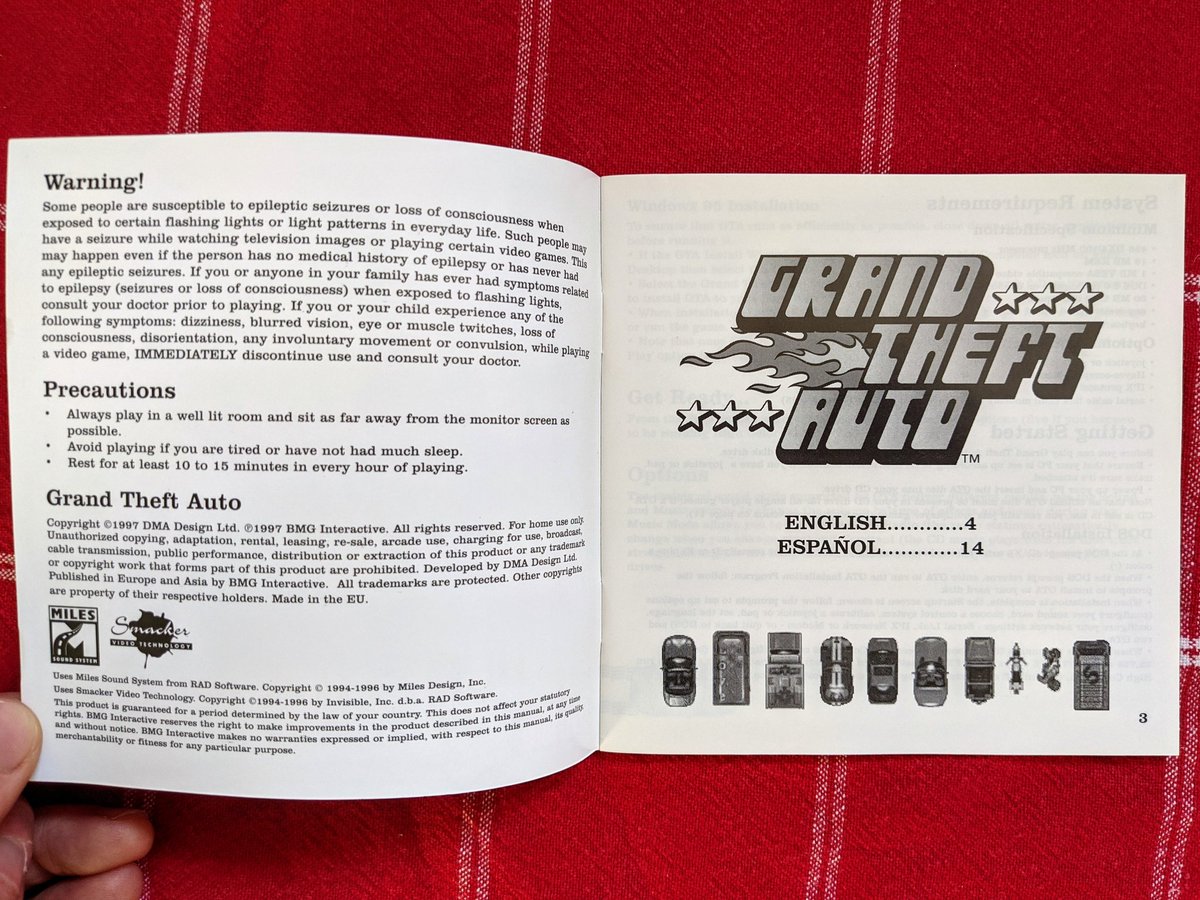 Warning!
Some people are susceptible to epileptic seizures or loss of consciousness when
exposed to certain flashing lights or light patterns in everyday life. Such people may
have a seizure while watching television images or playing certain video games. This
may happen even if the person has no medical history of epilepsy or has never had
any epileptic seizures. If you or anyone in your family has ever had symptoms related
to epilepsy (seizures or loss of consciousness) when exposed to flashing lights,
consult your doctor prior to playing. If you or your child experience any of the
following symptoms: dizziness, blurred vision, eye or muscle twitches, loss of
consciousness, disorientation, any involuntary movement or convulsion, while playing
a video game, IMMEDIATELY discontinue use and consult your doctor.
Precautions
• Always play in a well lit room and sit as far away from the monitor screen as
possible.
• Avoid playing if you are tired or have not had much sleep.
• Rest for at least 10 to 15 minutes in every hour of playing.
Grand Theft Auto
Copyright ©1997 DMA Design Ltd. ℗1997 BMG Interactive. All rights reserved. For home use only.
Unauthorized copying, adaptation, rental, leasing, re-sale, arcade use, charging for use, broadcast,
cable transmission, public performance, distribution or extraction of this product or any trademark
or copyright work that forms part of this product are prohibited. Developed by DMA Design Ltd.
Published in Europe and Asia by BMG Interactive. All trademarks are protected. Other copyrights
are property of their respective holders. Made in the EU.
MILES
SOUND SYSTEM
Smacker
VIDEO TECHNOLOGY
Uses Miles Sound System from RAD Software. Copyright © 1994-1996 by Miles Design, Inc.
Uses Smacker Video Technology. Copyright ©1994-1996 by Invisible, Inc. d.b.a. RAD Software.
This product is guaranteed for a period determined by the law of your country. This does not affect your statutory
rights. BMG Interactive reserves the right to make improvements in the product described in this manual, at any time
and without notice. BMG Interactive makes no warranties expressed or implied, with respect to this manual, its quality,
merchantability or fitness for any particular purpose.
GRAND
THEFT
AUTO
TM
ENGLISH............4
ESPAÑOL............14
3